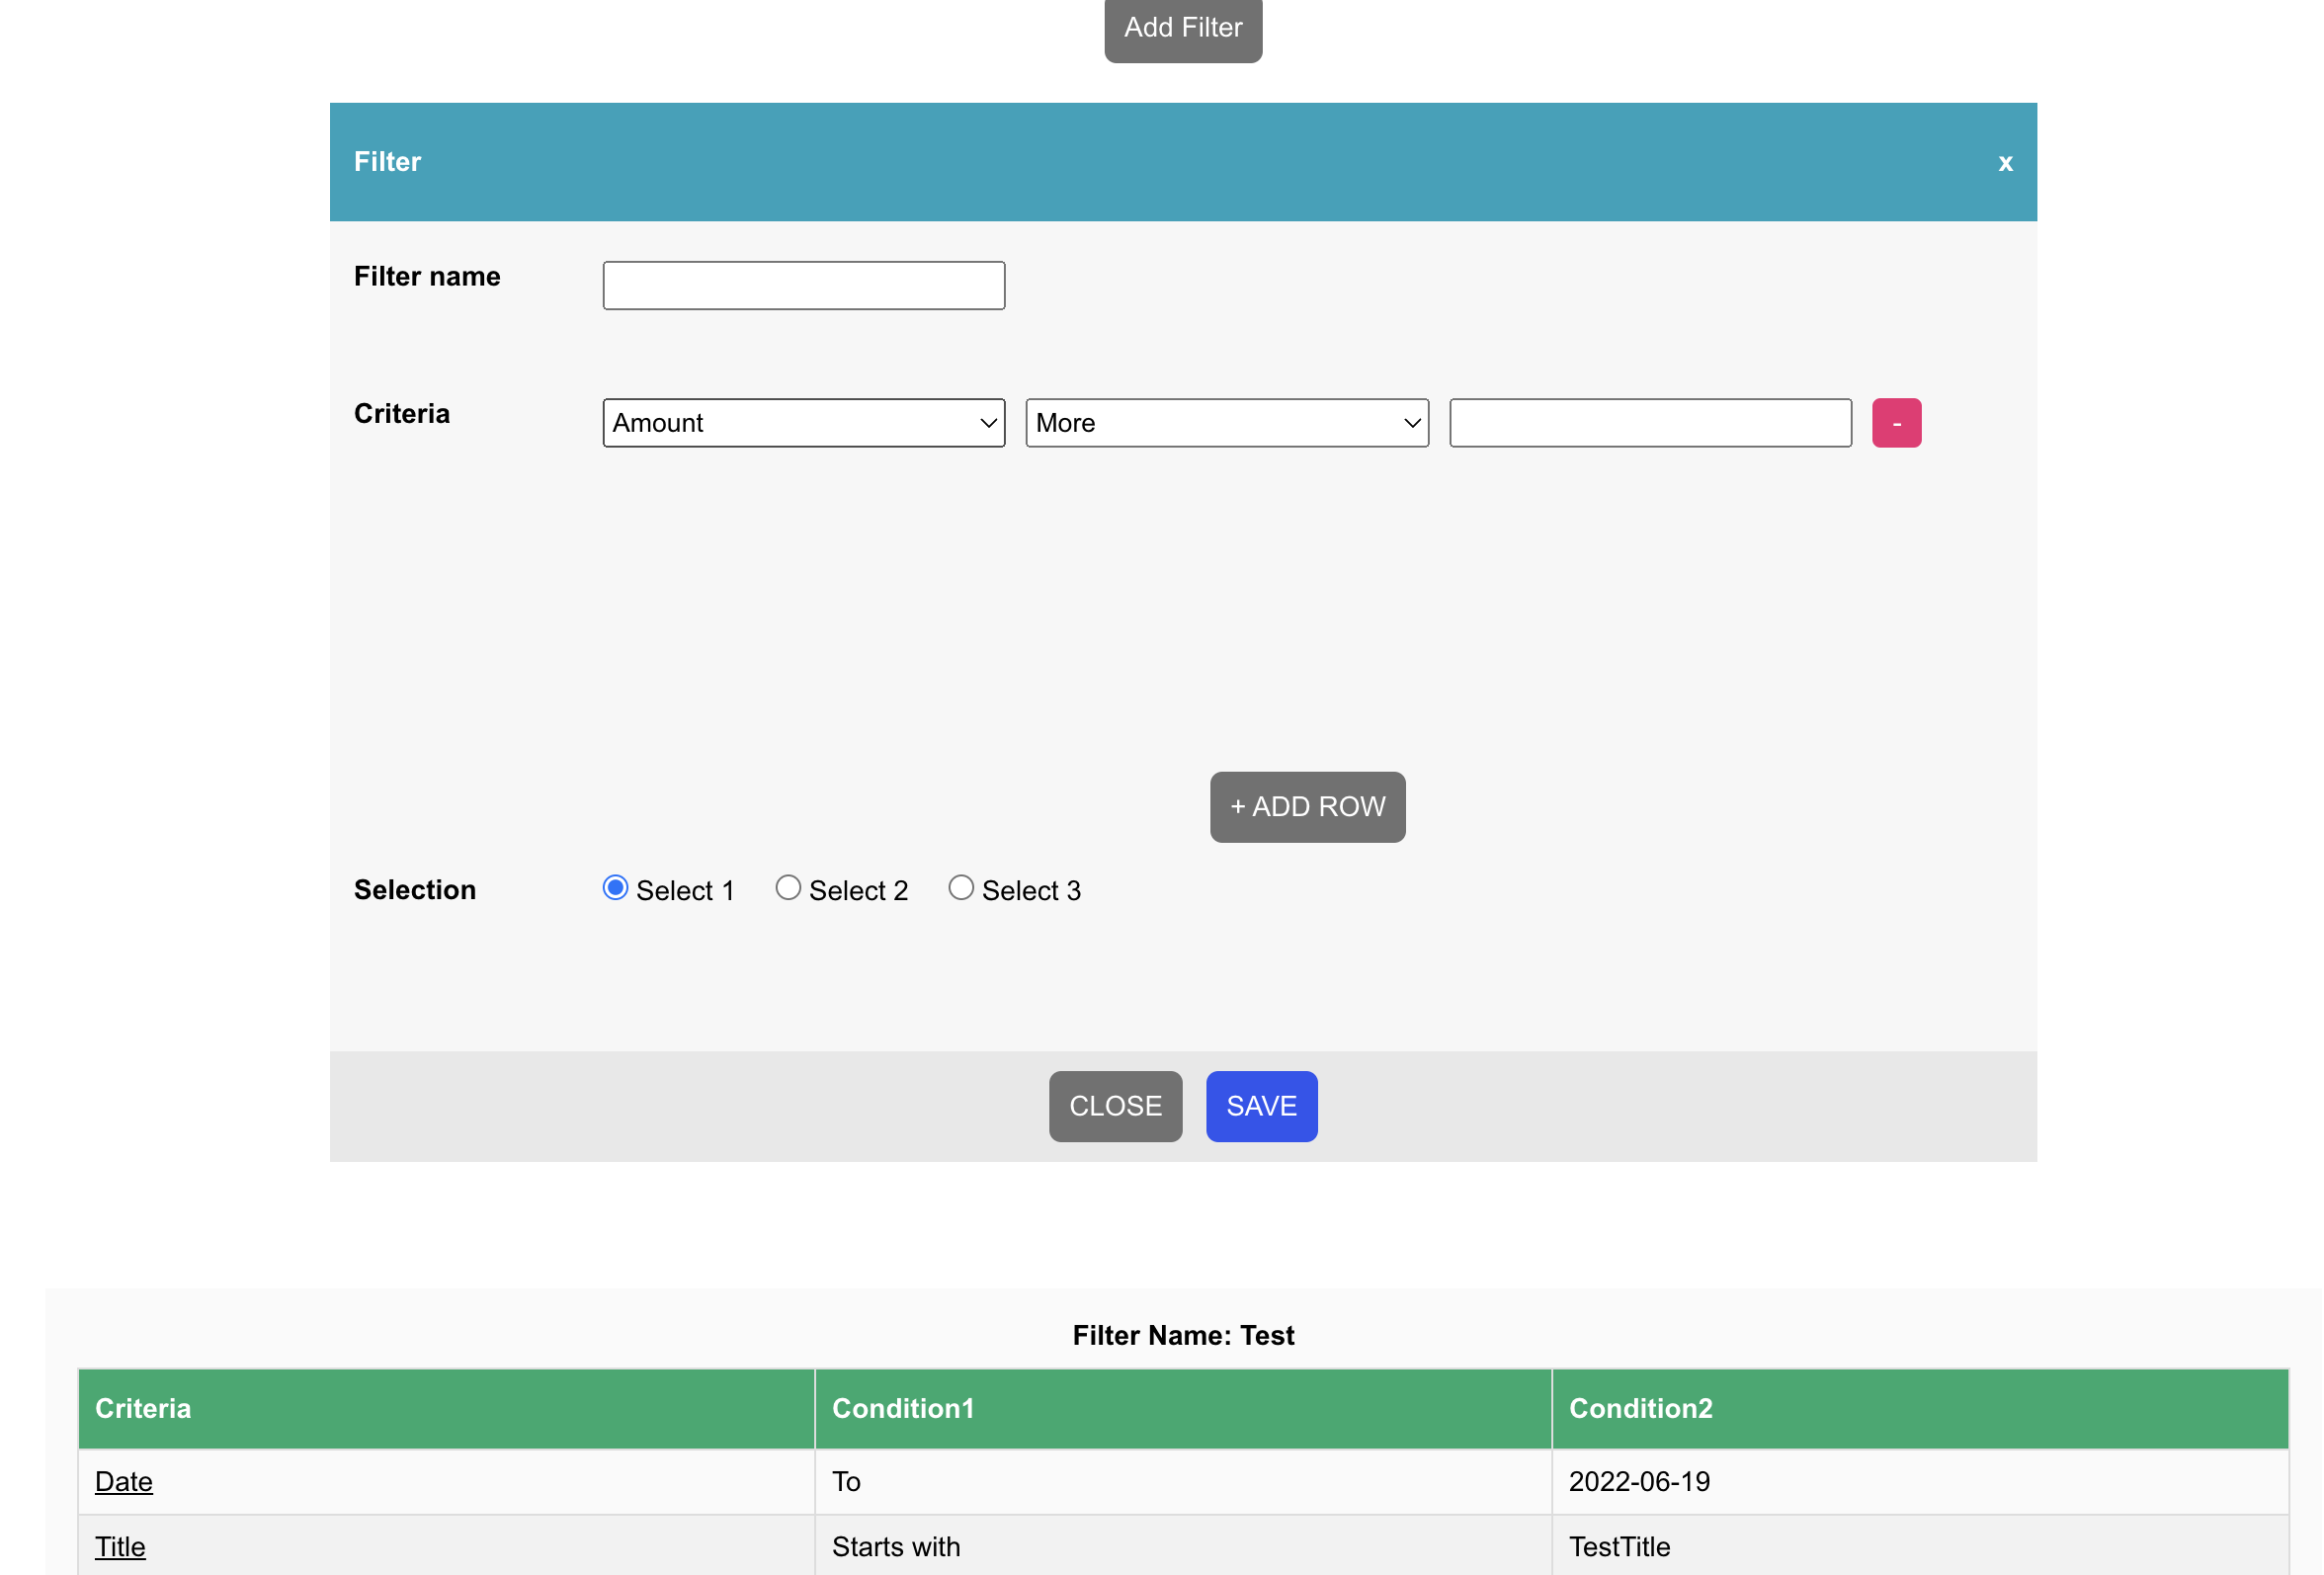 Add Filter
Filter x
Filter name
Criteria Amount More -
+ ADD ROW
Selection Select 1 Select 2 Select 3
CLOSE SAVE
Filter Name: Test
Criteria Condition1 Condition2
Date To 2022-06-19
Title Starts with TestTitle